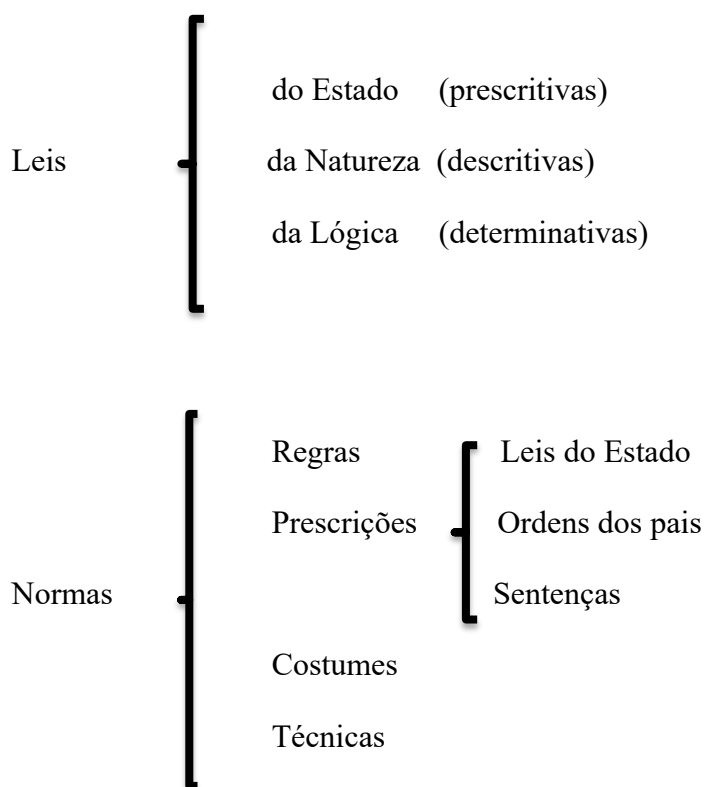 do Estado (prescritivas)
Leis da Natureza (descritivas)
da Lógica (determinativas)
Regras Leis do Estado
Prescrições Ordens dos pais
Normas Sentenças
Costumes
Técnicas